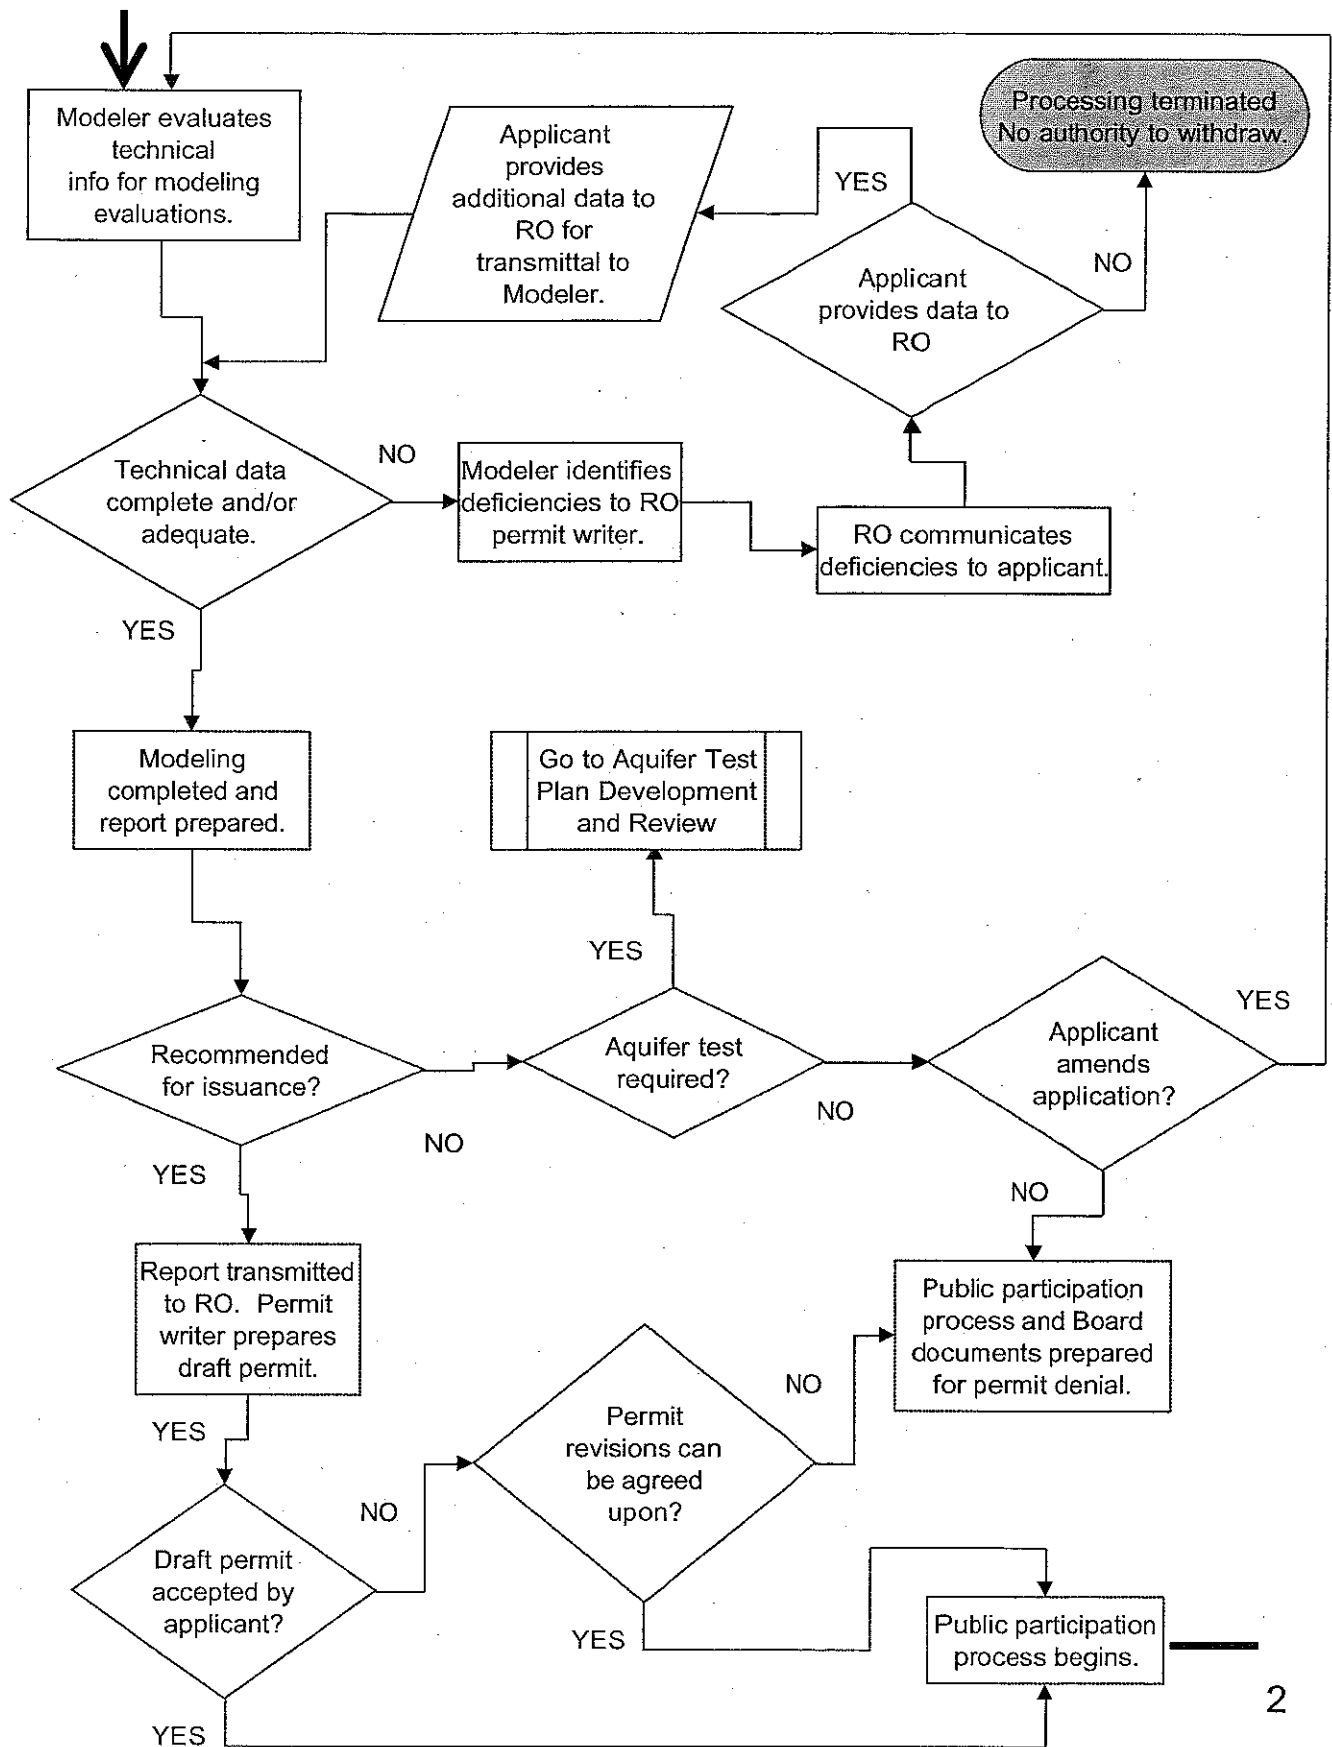 Modeler evaluates
technical
info for modeling
evaluations.
Applicant
provides
additional data to
RO for
transmittal to
Modeler.
YES
Processing terminated
No authority to withdraw.
NO
Applicant
provides data to
RO
Technical data
complete and/or
adequate.
NO
Modeler identifies
deficiencies to RO
permit writer.
RO communicates
deficiencies to applicant.
YES
Modeling
completed and
report prepared.
Go to Aquifer Test
Plan Development
and Review
YES
Recommended
for issuance?
NO
Aquifer test
required?
NO
Applicant
amends
application?
YES
YES
NO
Report transmitted
to RO. Permit
writer prepares
draft permit.
Public participation
process and Board
documents prepared
for permit denial.
YES
Permit
revisions can
be agreed
upon?
NO
NO
Draft permit
accepted by
applicant?
YES
Public participation
process begins.
YES
2